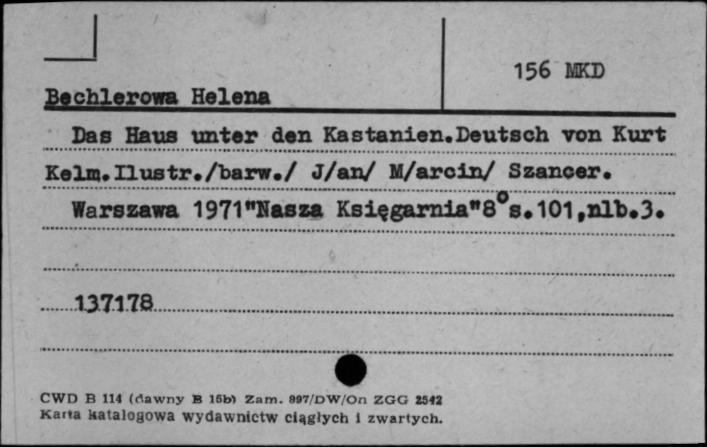 156 MKD
Bechlerowa Helena
Das Haus unter den Kastanien.Deutsch von Kurt
Kelm.Ilustr./barw./ J/an/ M/arcin/ Szancer.
Warszawa 1971"Nasza Księgarnia"8°s.101,nlb.3.
137178
CWD B 114 (dawny B 15b) Zam. 897/DW/On ZGG 2542
Karta katalogowa wydawnictw ciągłych i zwartych.